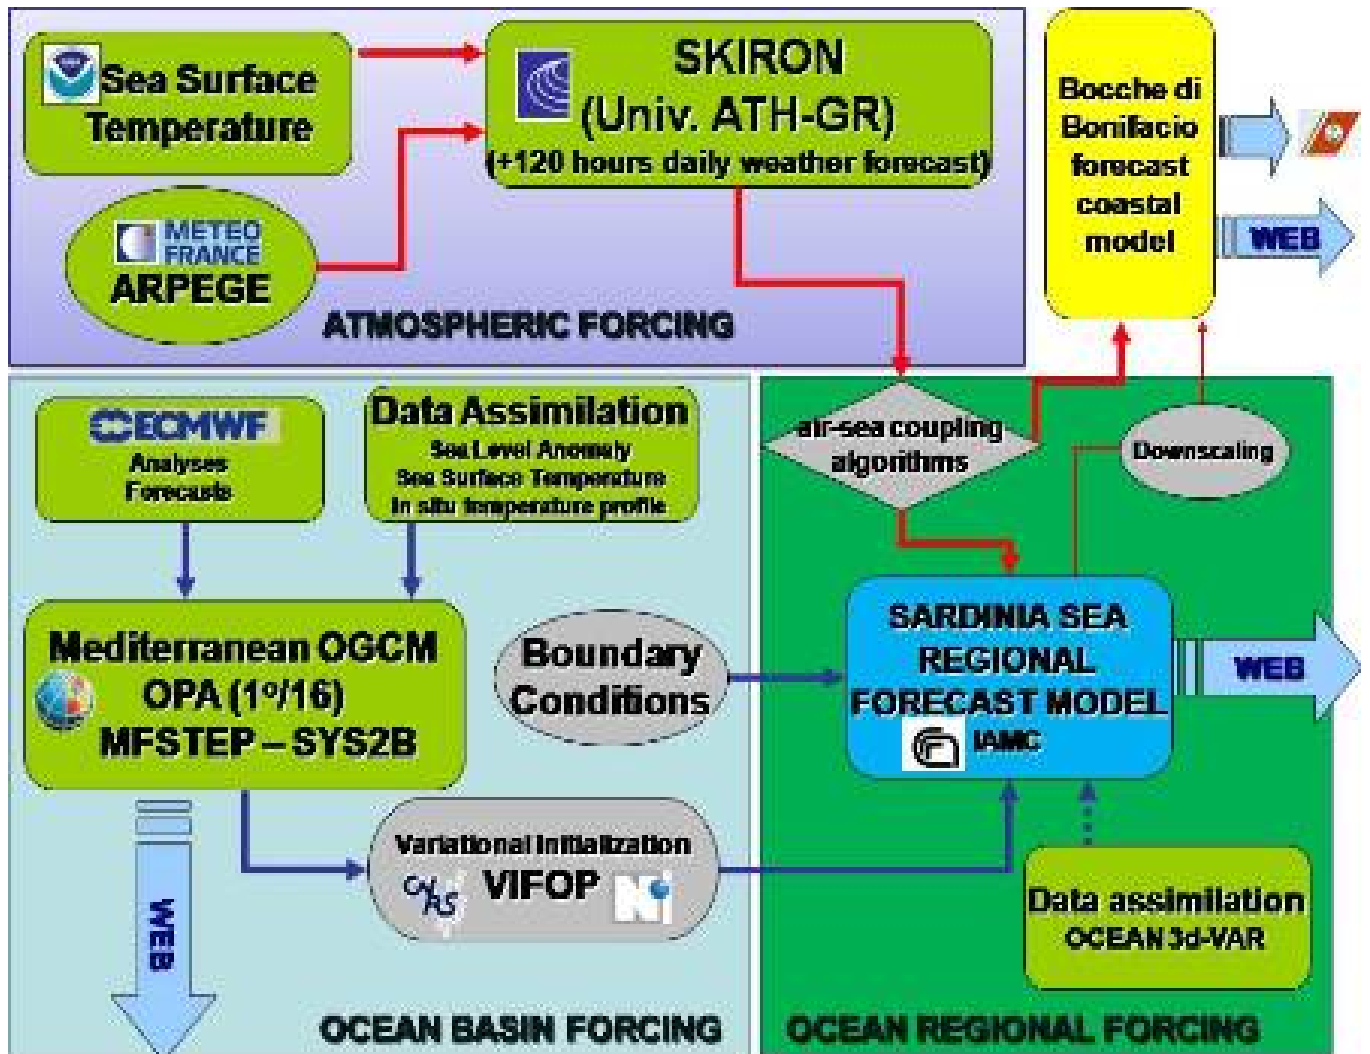 Sea Surface
Temperature
SKIRON
(Univ. ATH-GR)
(+120 hours daily weather forecast)
METEO
FRANCE
ARPEGE
ATMOSPHERIC FORCING
Bocche di
Bonifacio
forecast
coastal
model
WEB
ECMWF
Analyses
Forecasts
Data Assimilation
Sea Level Anomaly
Sea Surface Temperature
In situ temperature profile
air-sea coupling
algorithms
Downscaling
Mediterranean OGCM
OPA (1º/16)
MFSTEP – SYS2B
Boundary
Conditions
SARDINIA SEA
REGIONAL
FORECAST MODEL
IAMC
WEB
Variational Initialization
VIFOP
CNRS
WEB
Data assimilation
OCEAN 3d-VAR
OCEAN BASIN FORCING
OCEAN REGIONAL FORCING